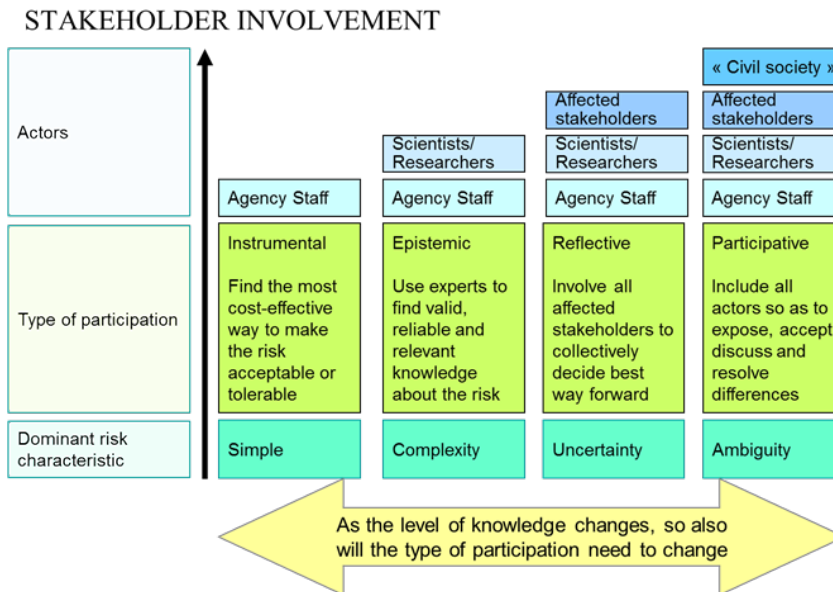 STAKEHOLDER INVOLVEMENT
Actors
« Civil society »
Affected
stakeholders
Affected
stakeholders
Scientists/
Researchers
Scientists/
Researchers
Scientists/
Researchers
Agency Staff
Agency Staff
Agency Staff
Agency Staff
Type of participation
Instrumental
Find the most
cost-effective
way to make
the risk
acceptable or
tolerable
Epistemic
Use experts to
find valid,
reliable and
relevant
knowledge
about the risk
Reflective
Involve all
affected
stakeholders to
collectively
decide best
way forward
Participative
Include all
actors so as to
expose, accept,
discuss and
resolve
differences
Dominant risk
characteristic
Simple
Complexity
Uncertainty
Ambiguity
As the level of knowledge changes, so also
will the type of participation need to change